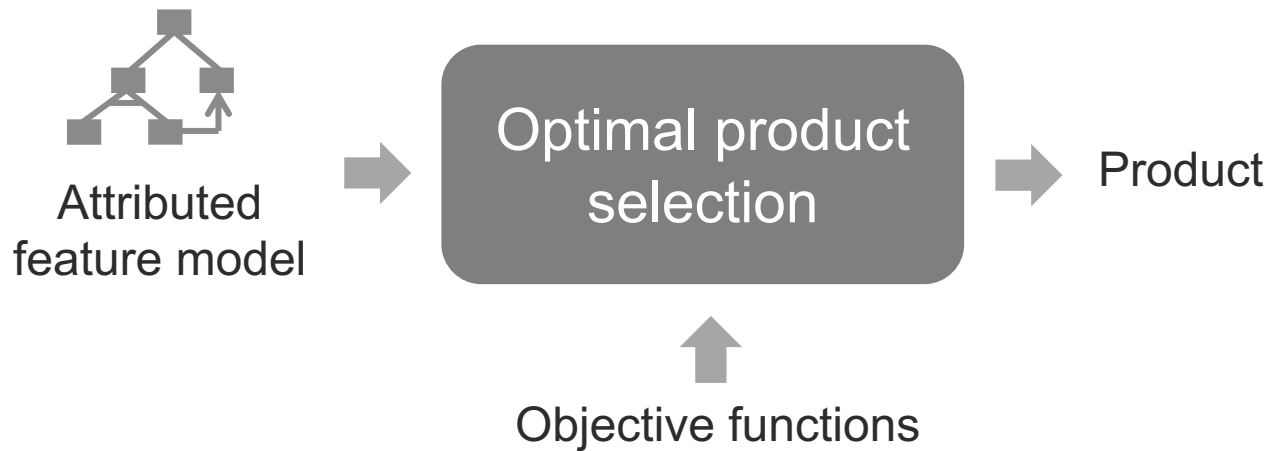 Attributed
feature model
Optimal product
selection
Product
Objective functions